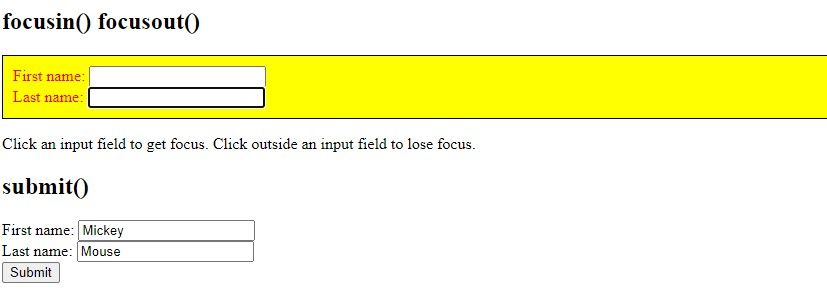 focusin() focusout()
First name:
Last name:
Click an input field to get focus. Click outside an input field to lose focus.
submit()
First name: Mickey
Last name: Mouse
Submit